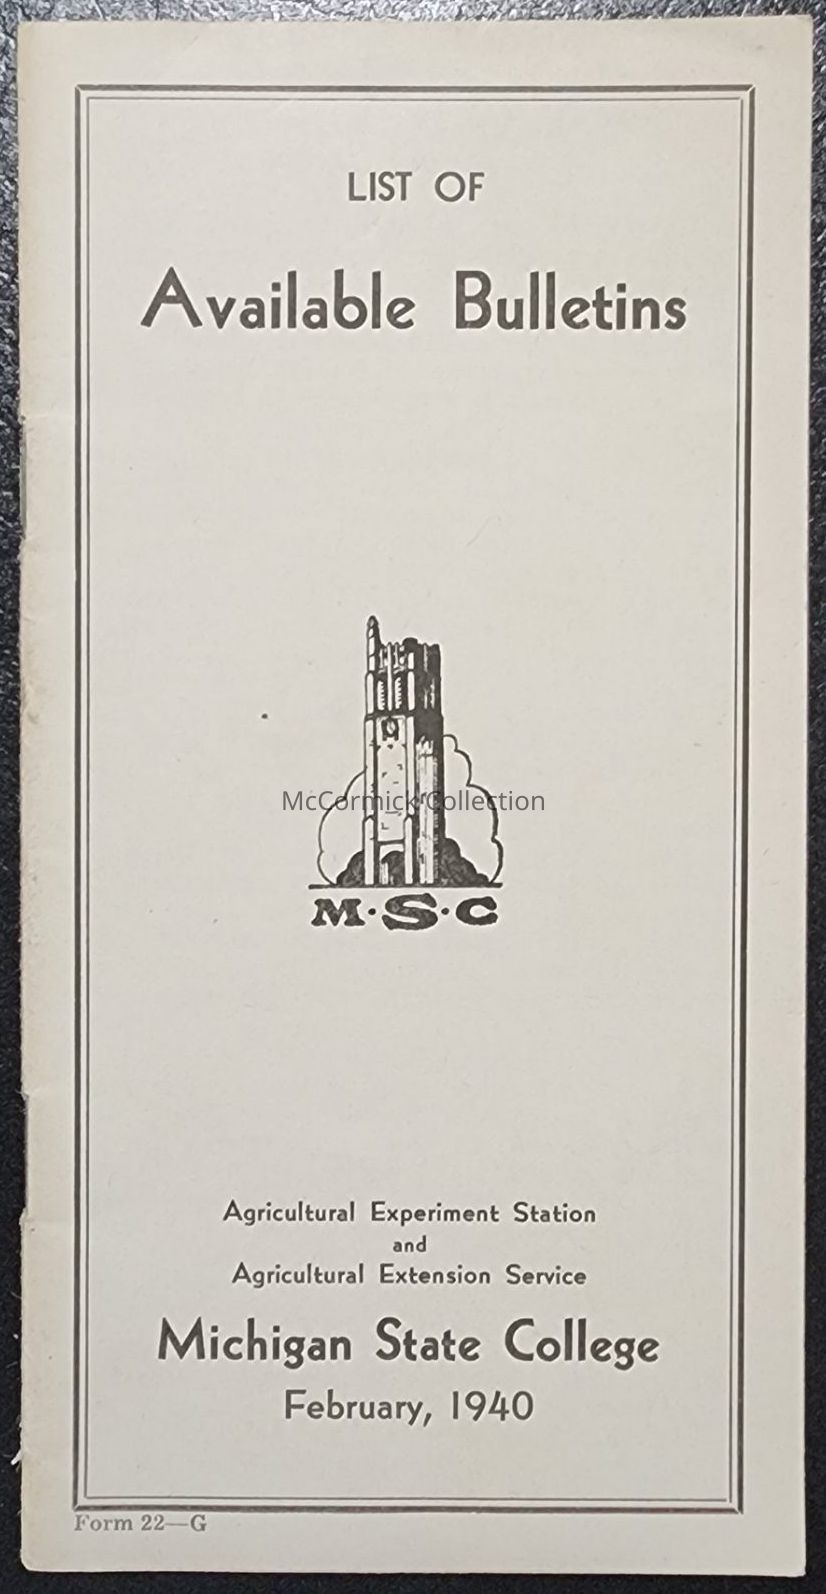 LIST OF
Available Bulletins
McCormick Collection
M·S·C
Agricultural Experiment Station
and
Agricultural Extension Service
Michigan State College
February, 1940
Form 22—G